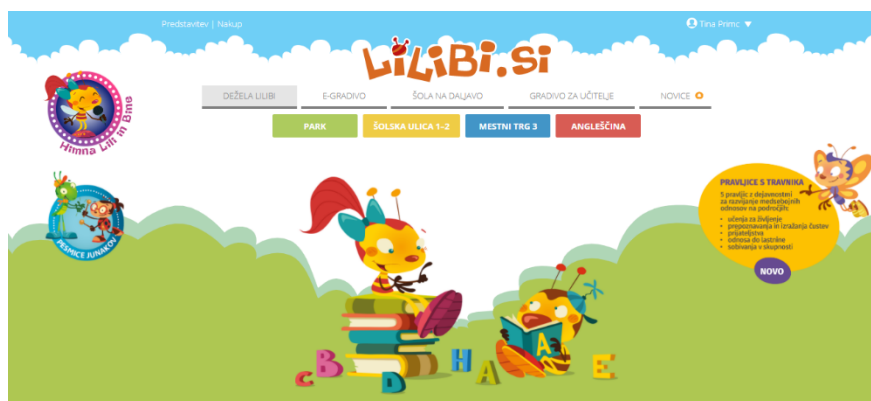 Predstavitev | Nakup
Tina Primc
LiLiBi.Si
DEŽELA LILIBI
E-GRADIVO
ŠOLA NA DALJAVO
GRADIVO ZA UČITELJE
NOVICE
PARK
ŠOLSKA ULICA 1–2
MESTNI TRG 3
ANGLEŠČINA
Himna Lili in Bine
PESMICE JUNAKOV
PRAVLJICE S TRAVNIKA
5 pravljic z dejavnostmi
za razvijanje medsebojnih
odnosov na področjih:
• učenja za življenje
• prepoznavanja in izražanja čustev
• prijateljstva
• odnosa do lastnine
• sobivanja v skupnosti
NOVO
A
C B D H A E